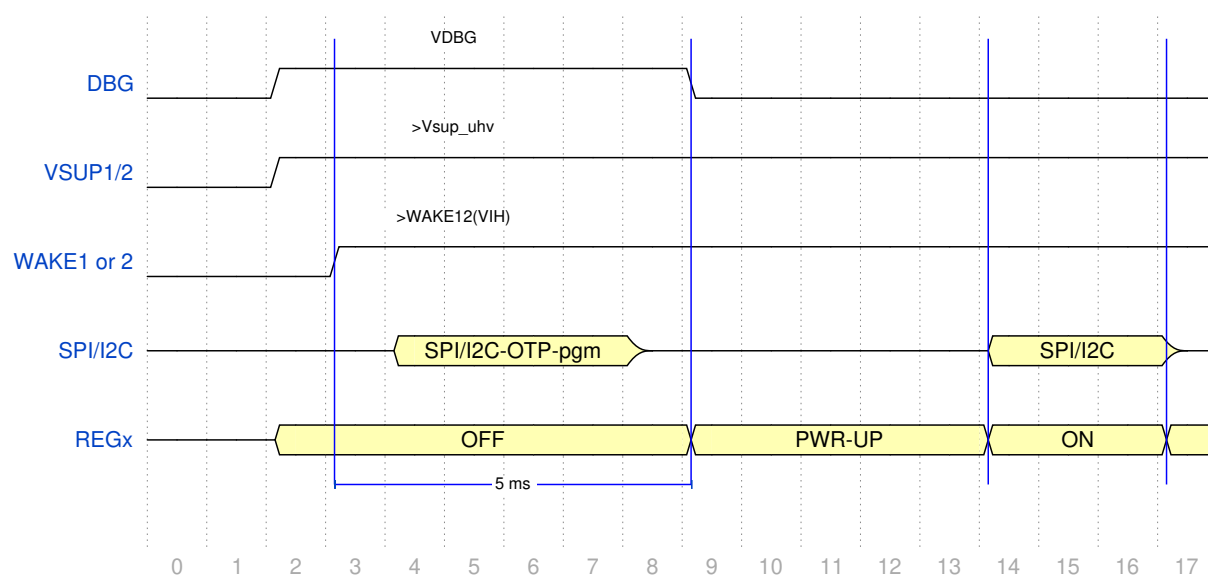 VDBG
DBG
>Vsup_uhv
VSUP1/2
>WAKE12(VIH)
WAKE1 or 2
SPI/I2C SPI/I2C-OTP-pgm SPI/I2C
REGx OFF PWR-UP ON
5 ms
0 1 2 3 4 5 6 7 8 9 10 11 12 13 14 15 16 17